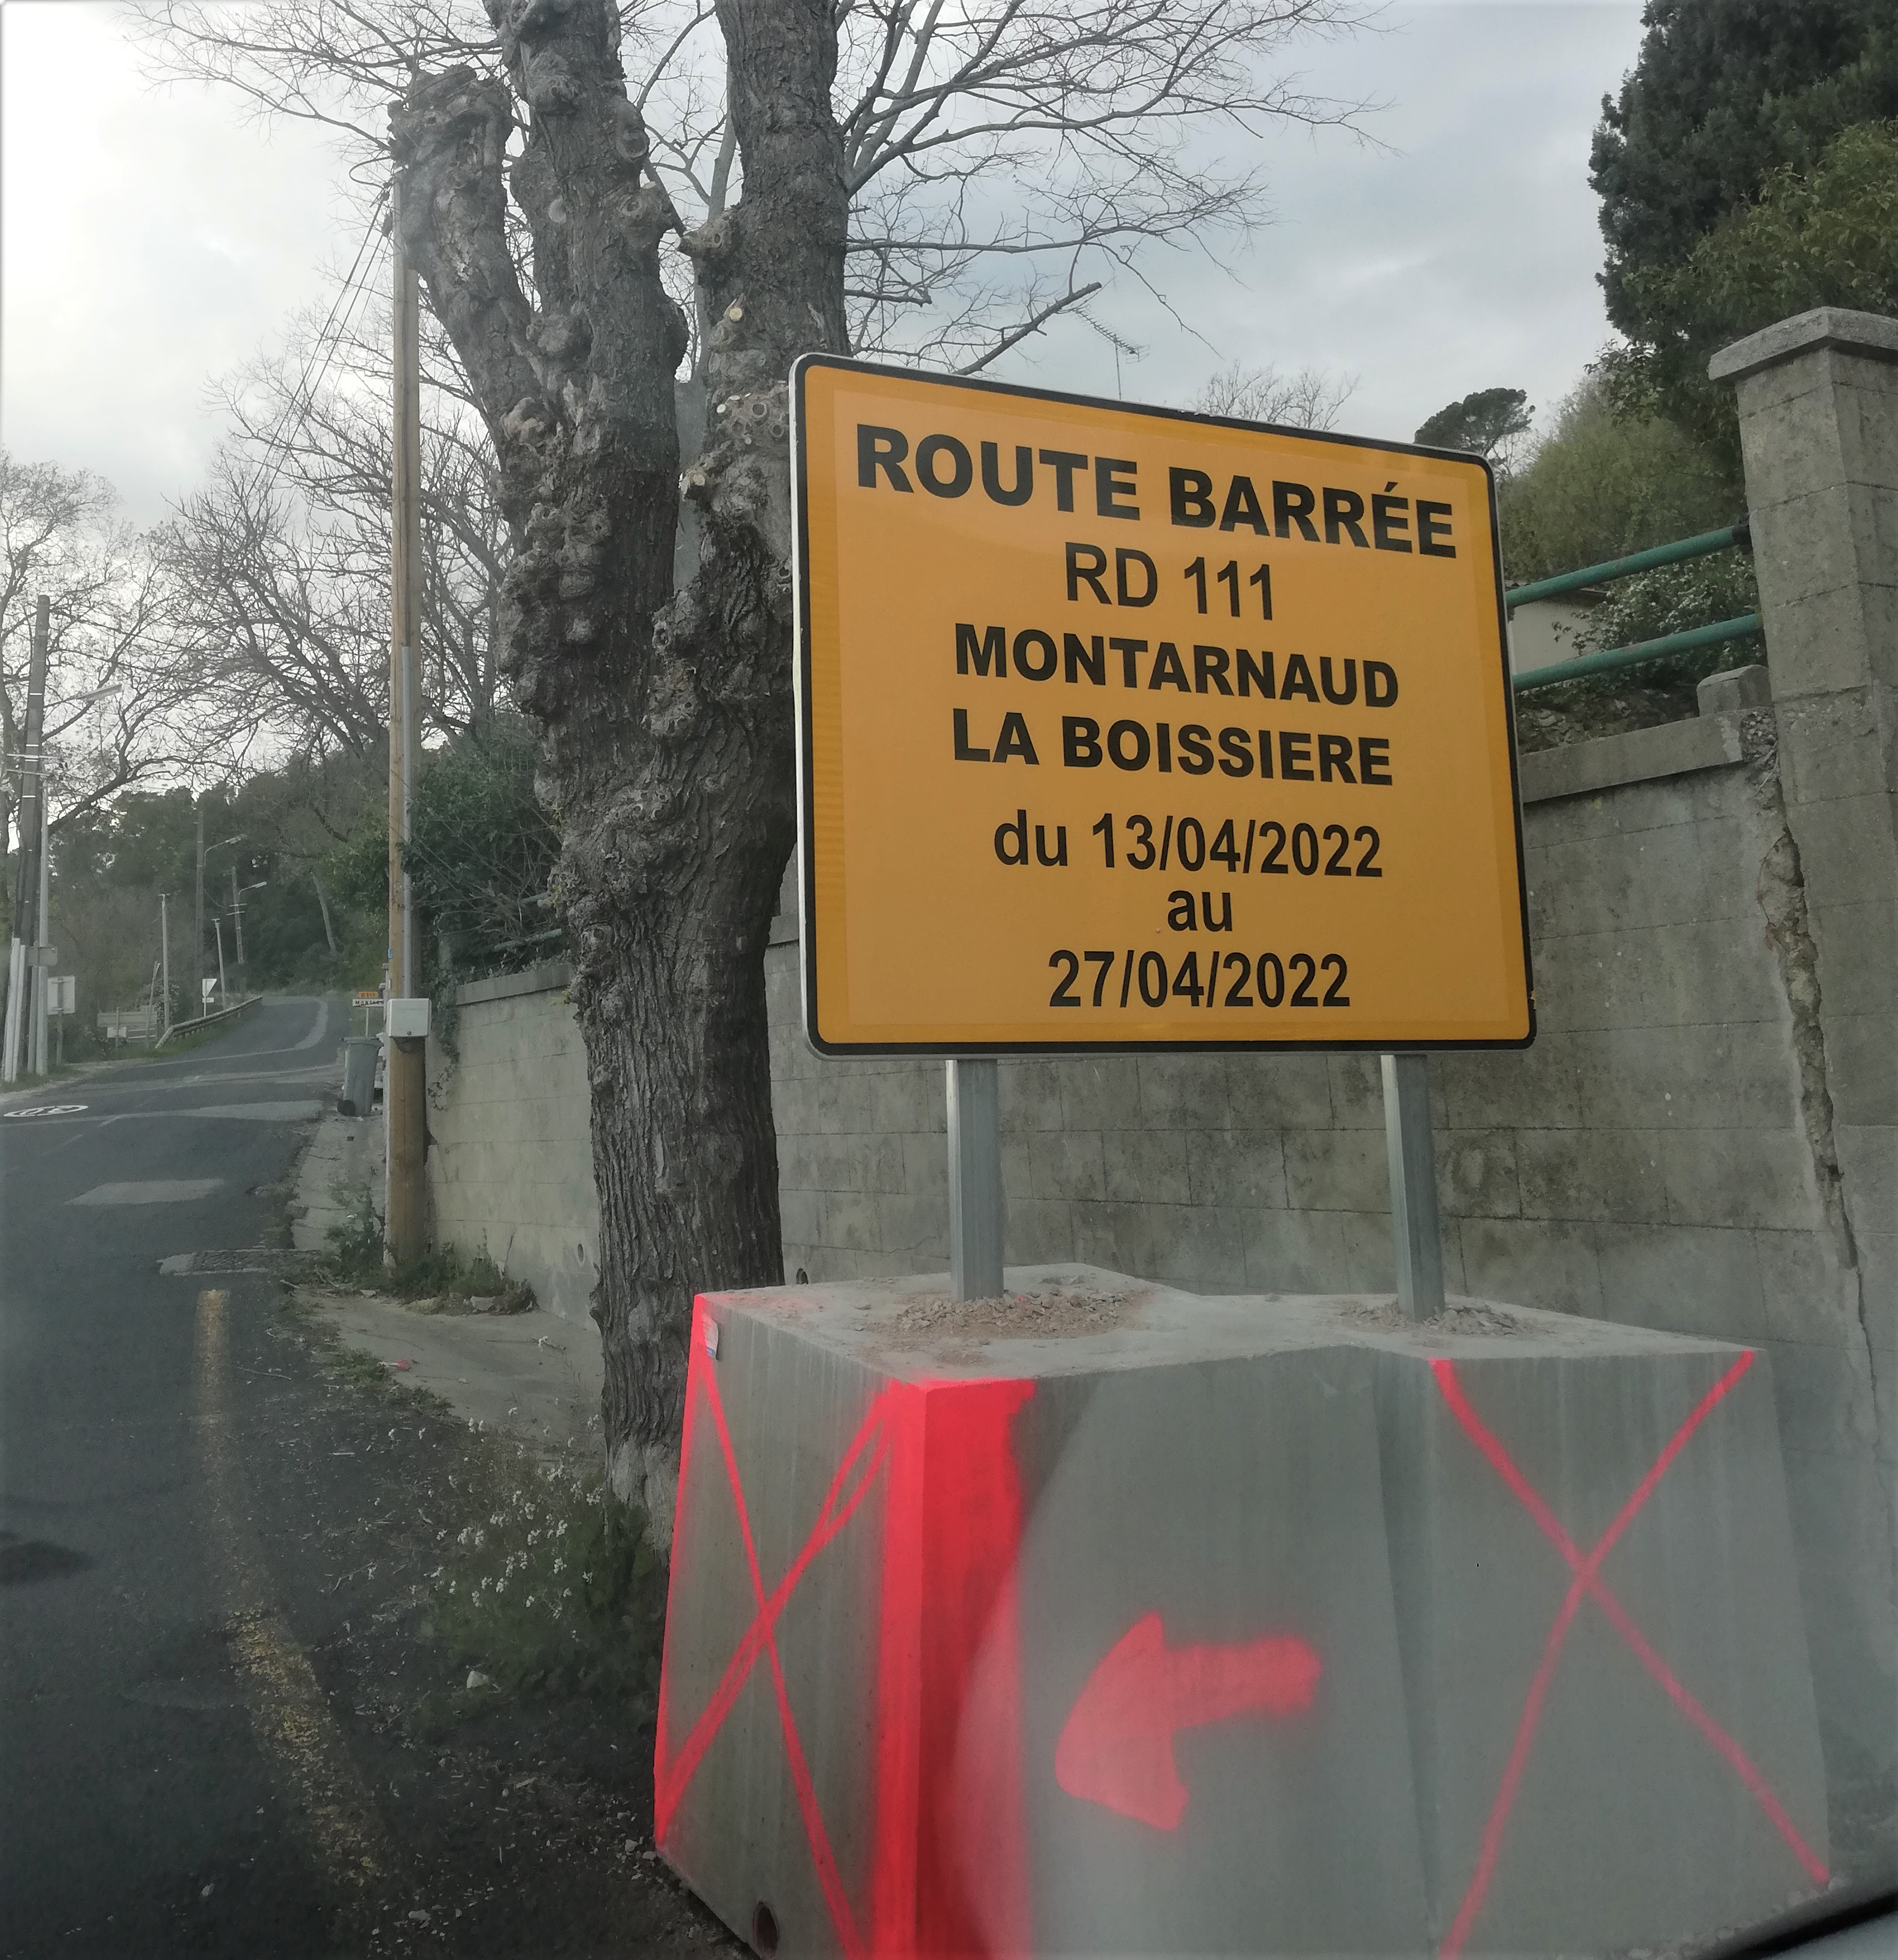 ROUTE BARRÉE
RD 111
MONTARNAUD
LA BOISSIERE
du 13/04/2022
au
27/04/2022